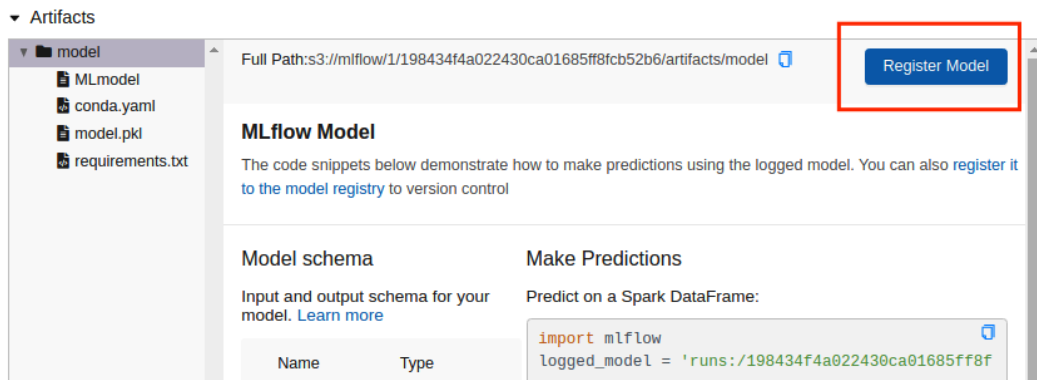 Artifacts
model
MLmodel
conda.yaml
model.pkl
requirements.txt
Full Path:s3://mlflow/1/198434f4a022430ca01685ff8fcb52b6/artifacts/model
Register Model
MLflow Model
The code snippets below demonstrate how to make predictions using the logged model. You can also register it
to the model registry to version control
Model schema
Input and output schema for your
model. Learn more
Name Type
Make Predictions
Predict on a Spark DataFrame:
import mlflow
logged_model = 'runs:/198434f4a022430ca01685ff8f